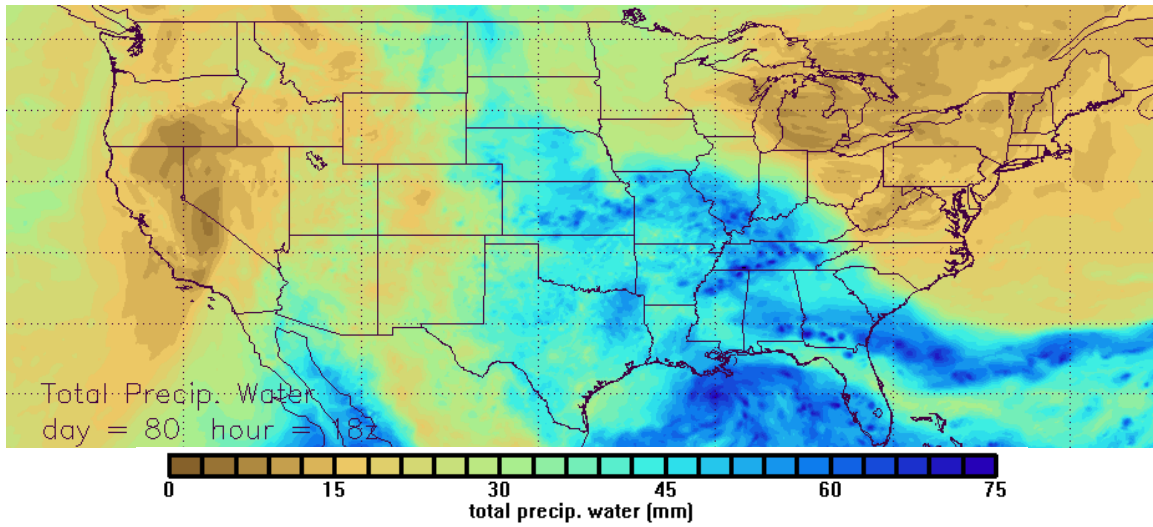 Total Precip. Water
day = 80 hour = 18z
0 15 30 45 60 75
total precip. water (mm)